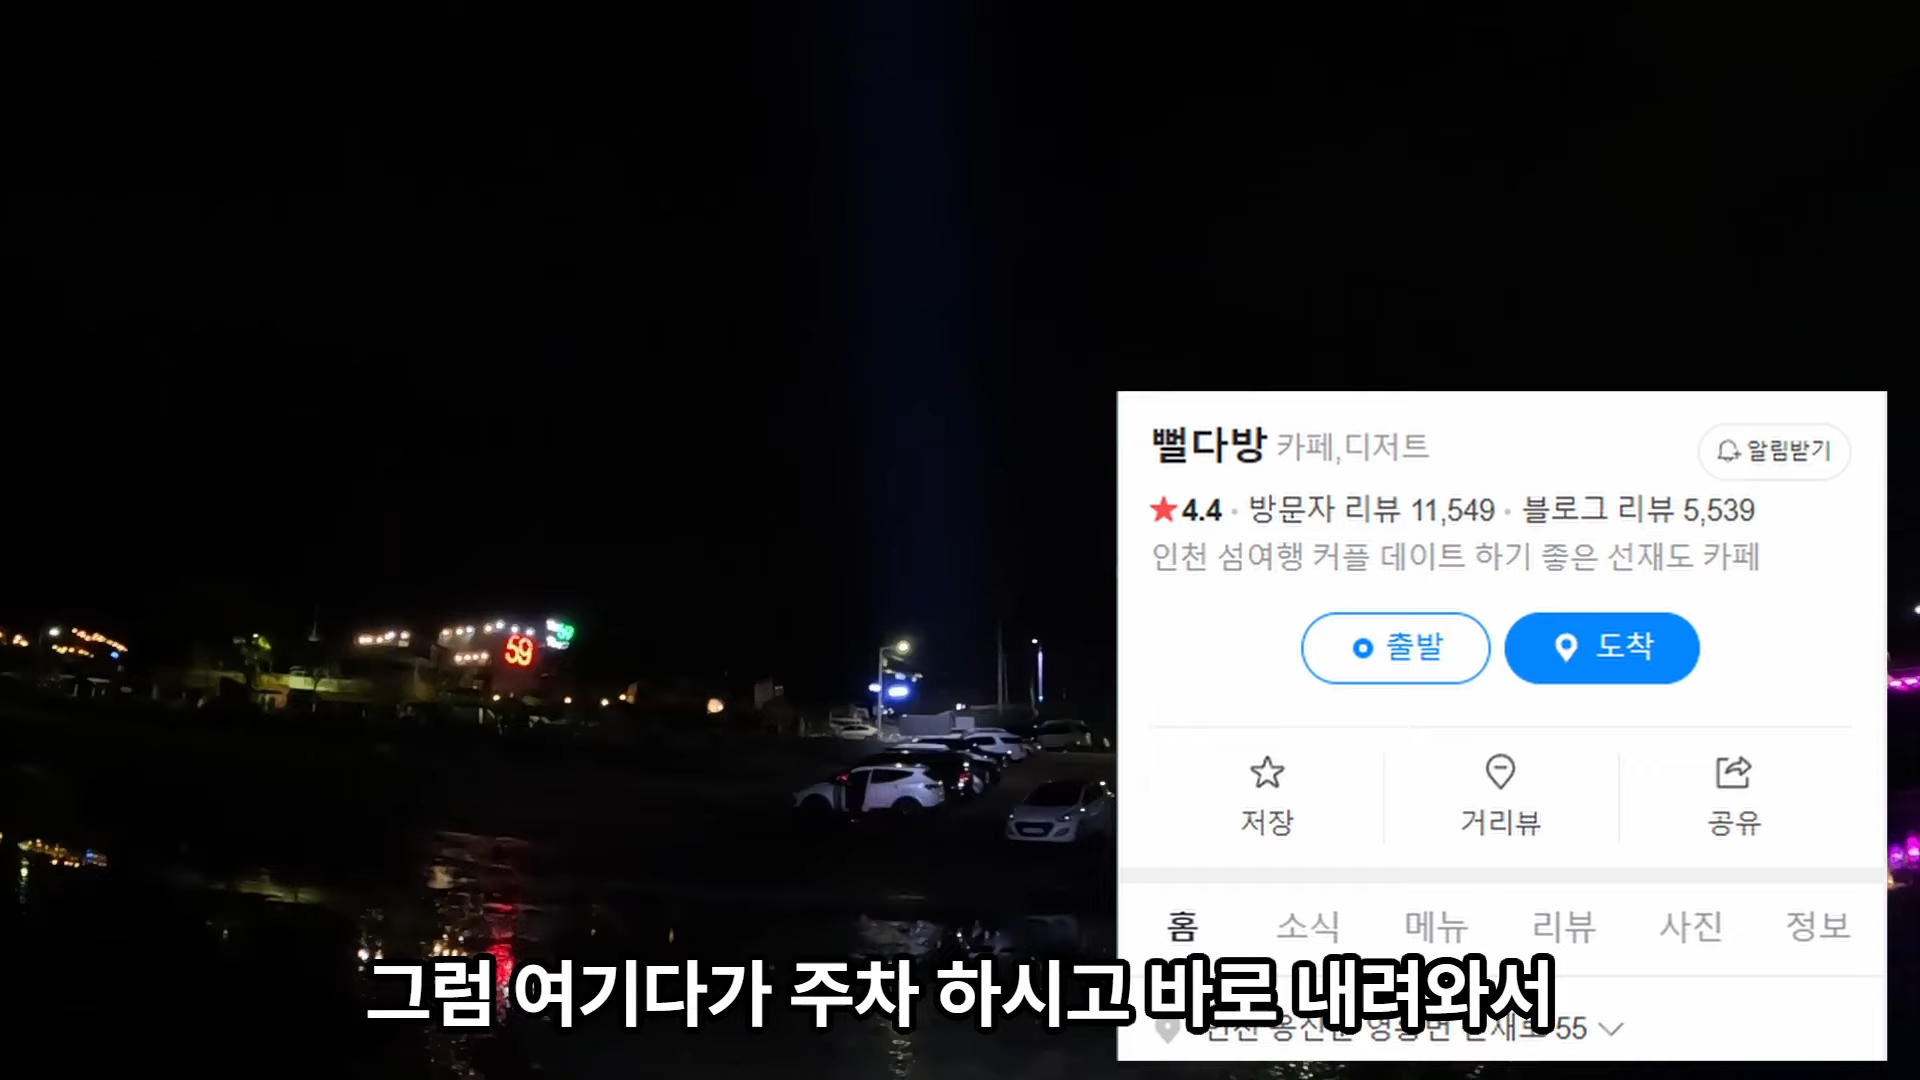 59
59
뻘다방 카페,디저트
알림받기
4.4 · 방문자 리뷰 11,549 · 블로그 리뷰 5,539
인천 섬여행 커플 데이트 하기 좋은 선재도 카페
출발
도착
저장
거리뷰
공유
홈 소식 메뉴 리뷰 사진 정보
그럼 여기다가 주차 하시고 바로 내려와서
55